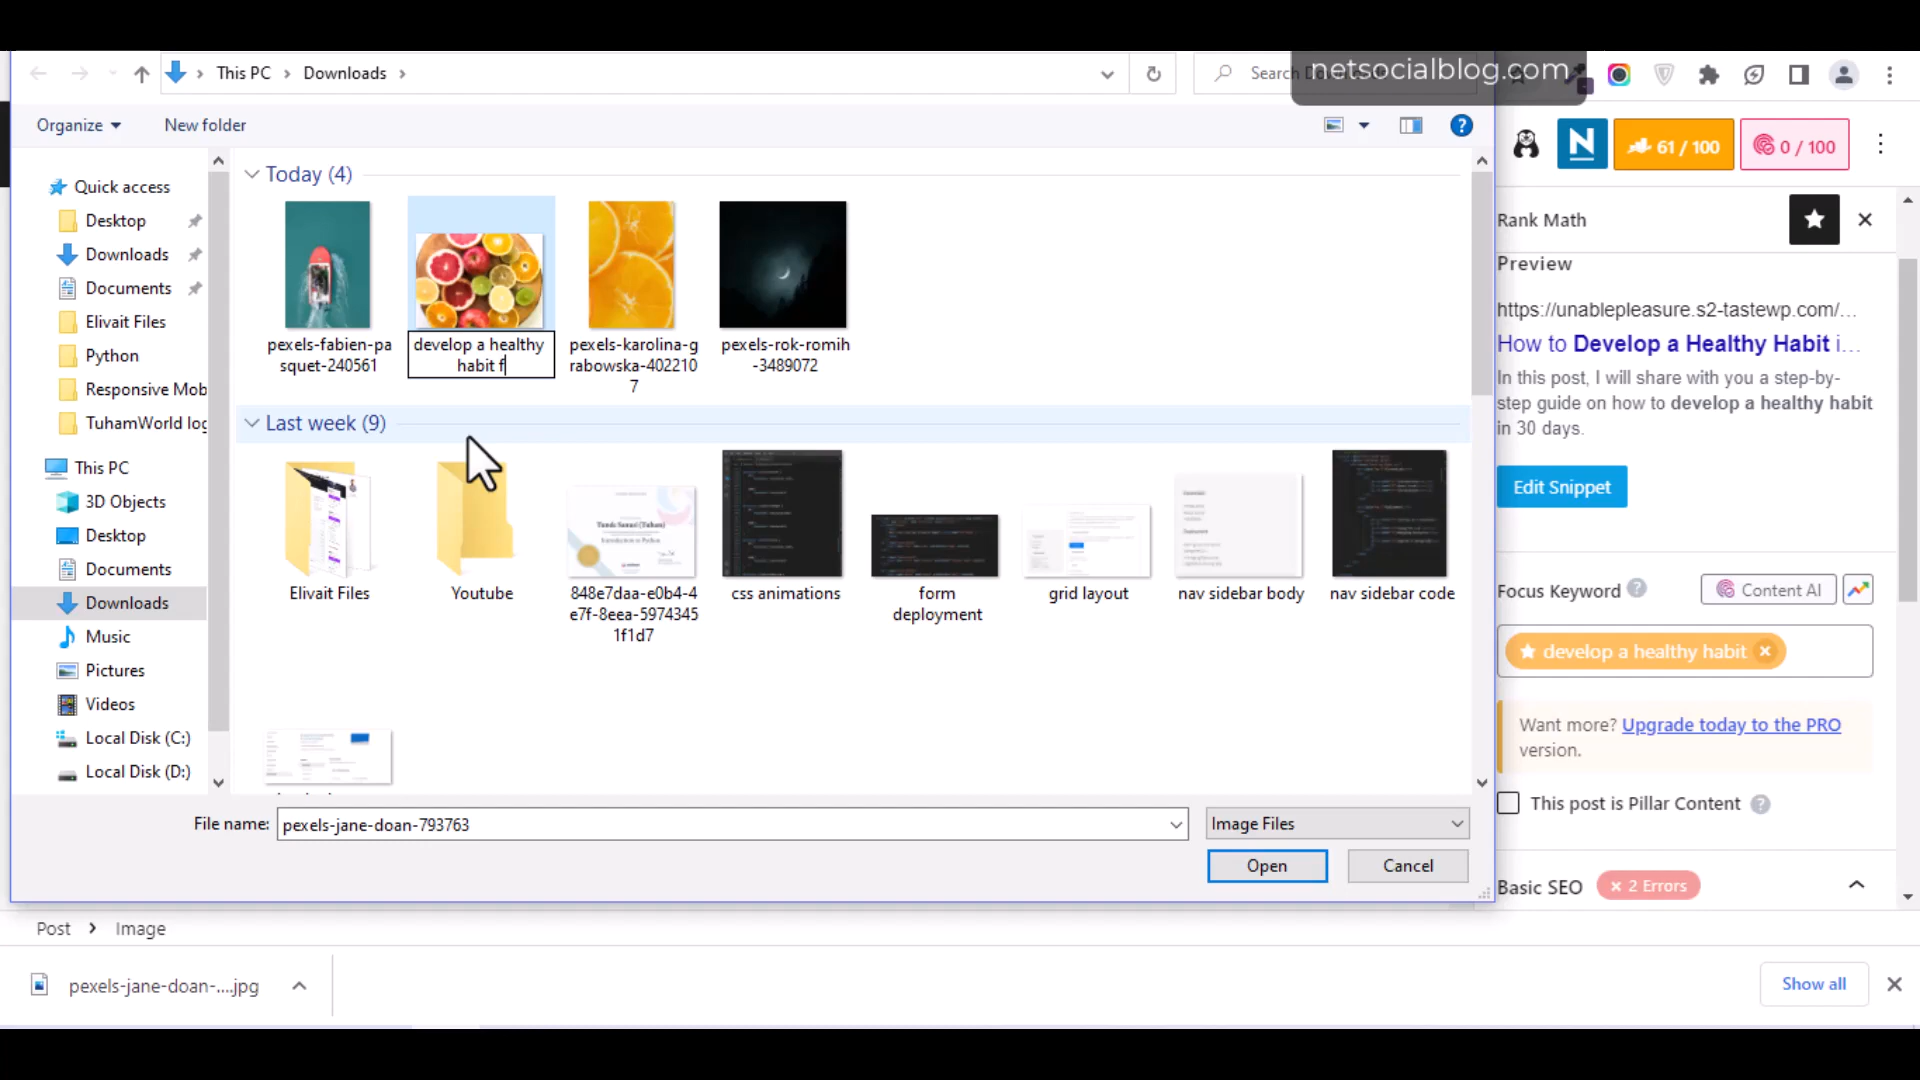 This PC
Downloads
Search
netsocialblog.com
Organize
New folder
N
61 / 100
0 / 100
Quick access
Desktop
Downloads
Documents
Elivait Files
Python
Responsive Mob
TuhamWorld log
This PC
3D Objects
Desktop
Documents
Downloads
Music
Pictures
Videos
Local Disk (C:)
Local Disk (D:)
Today (4)
pexels-fabien-pa
squet-240561
develop a healthy
habit f
pexels-karolina-g
rabowska-402210
7
pexels-rok-romih
-3489072
Last week (9)
Elivait Files
Youtube
848e7daa-e0b4-4
e7f-8eea-5974345
1f1d7
css animations
form
deployment
grid layout
nav sidebar body
nav sidebar code
File name:
pexels-jane-doan-793763
Image Files
Open
Cancel
Rank Math
Preview
https://unablepleasure.s2-tastewp.com/...
How to Develop a Healthy Habit i...
In this post, I will share with you a step-by-
step guide on how to develop a healthy habit
in 30 days.
Edit Snippet
Focus Keyword
Content AI
develop a healthy habit
Want more? Upgrade today to the PRO
version.
This post is Pillar Content
Basic SEO
2 Errors
Post
Image
pexels-jane-doan-....jpg
Show all